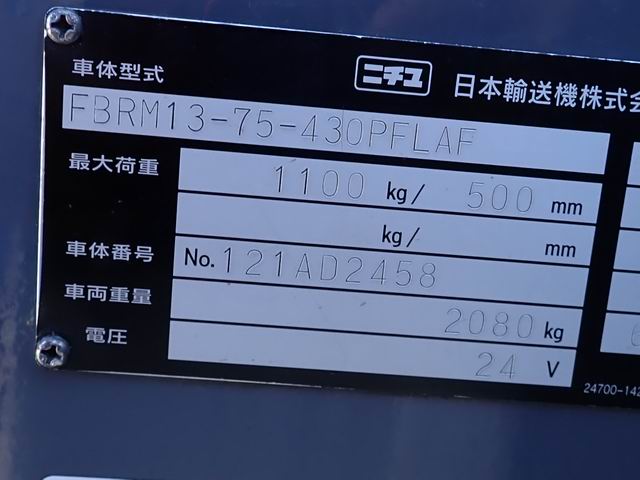 車体型式 ニチユ 日本輸送機株式会
FBRM13-75-430PFLAF
最大荷重 1100 kg/ 500 mm
kg/ mm
車体番号 No. 121AD2458
車両重量 2080 kg
電圧 24 V
24700-142